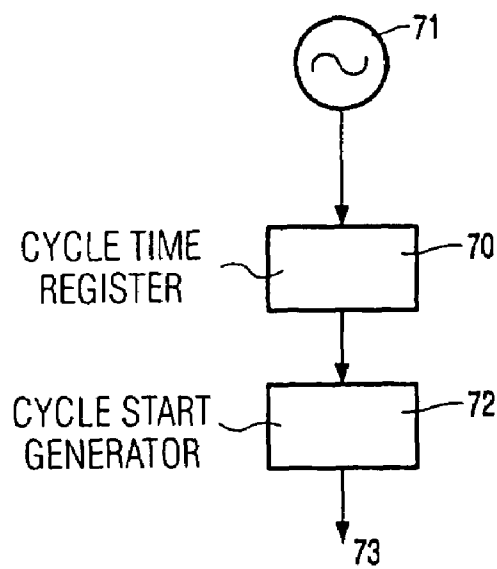 71
CYCLE TIME
REGISTER
70
CYCLE START
GENERATOR
72
73